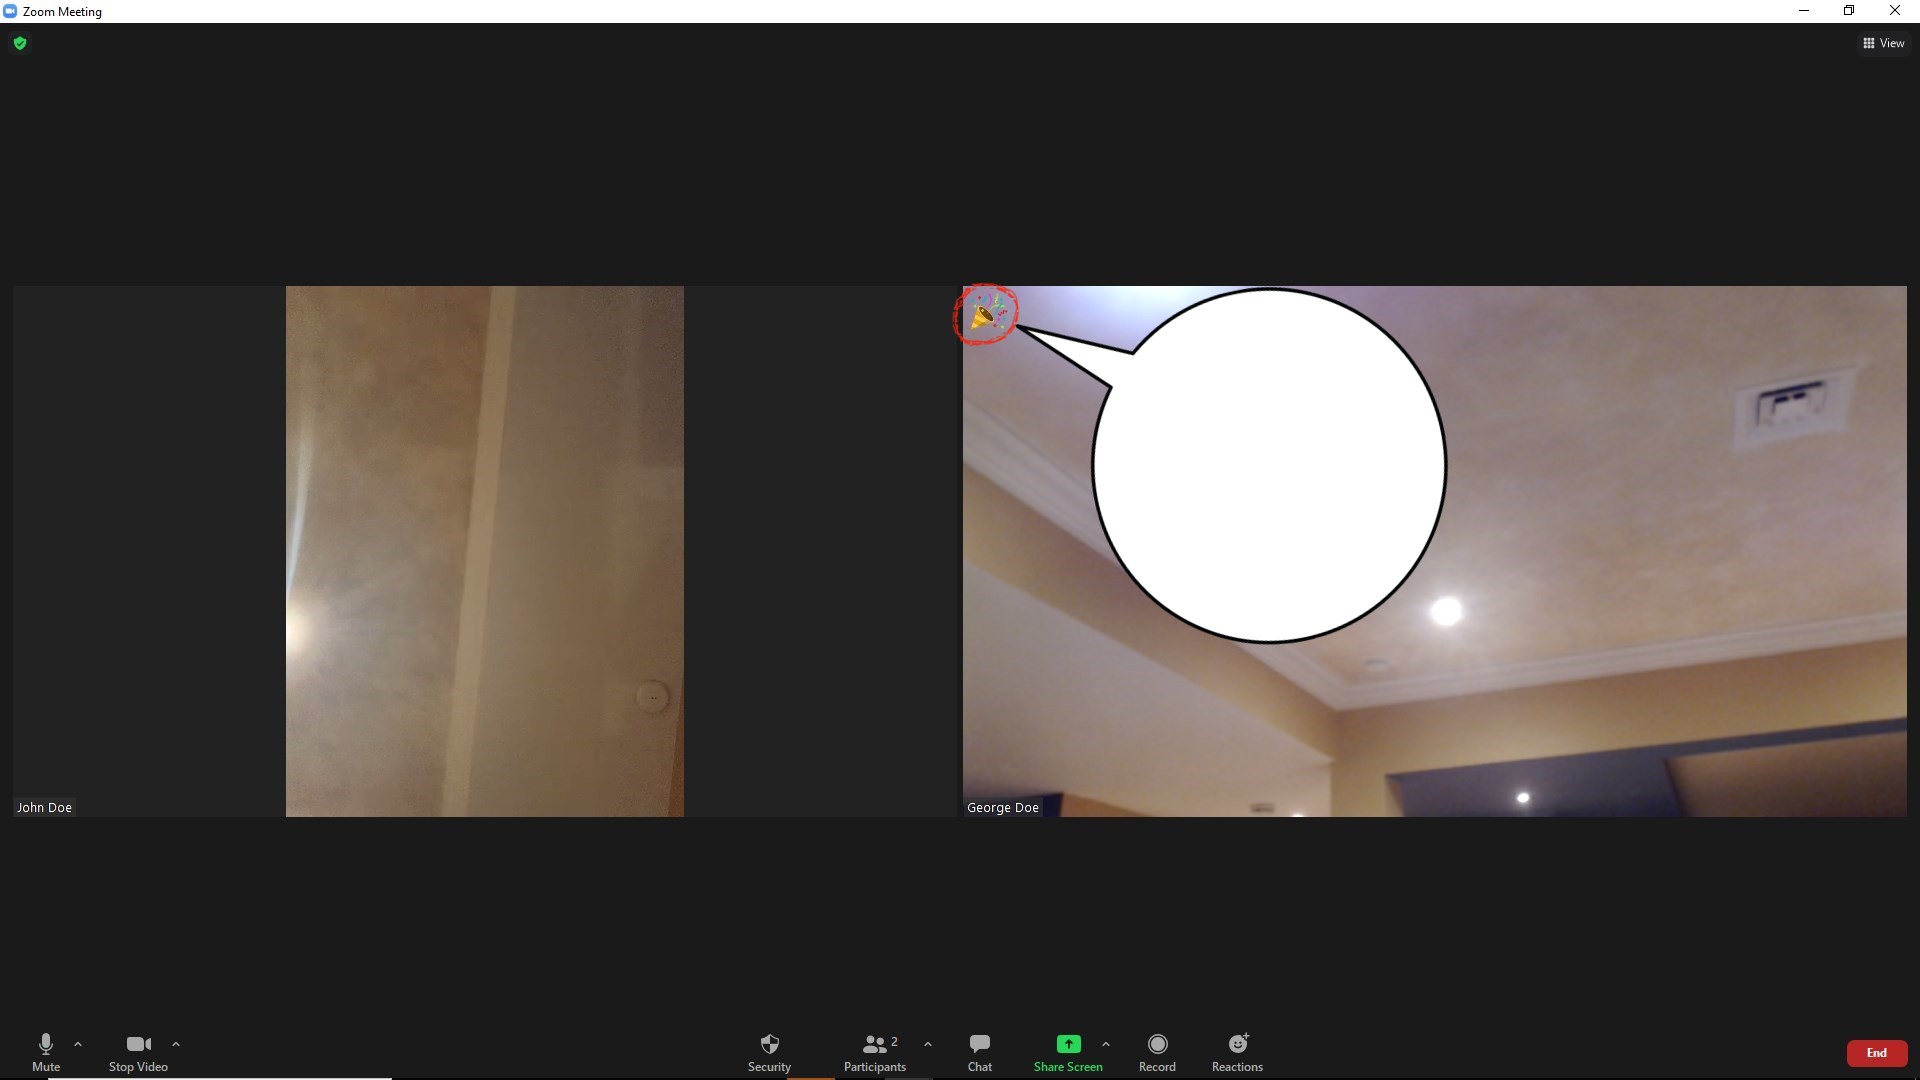 Zoom Meeting
View
John Doe
George Doe
Mute
Stop Video
Security
Participants
2
Chat
Share Screen
Record
Reactions
End